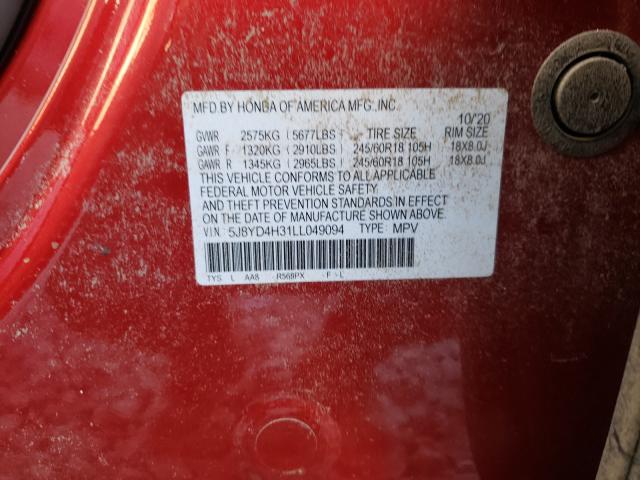 MFD BY HONDA OF AMERICA MFG.,INC.
10/20
GVWR 2575KG (5677LBS) TIRE SIZE RIM SIZE
GAWR F 1320KG (2910LBS) 245/60R18 105H 18X8.0J
GAWR R 1345KG (2965LBS) 245/60R18 105H 18X8.0J
THIS VEHICLE CONFORMS TO ALL APPLICABLE
FEDERAL MOTOR VEHICLE SAFETY
AND THEFT PREVENTION STANDARDS IN EFFECT
ON THE DATE OF MANUFACTURE SHOWN ABOVE.
VIN: 5J8YD4H31LL049094 TYPE: MPV
TYS L AA8 R568PX F-L